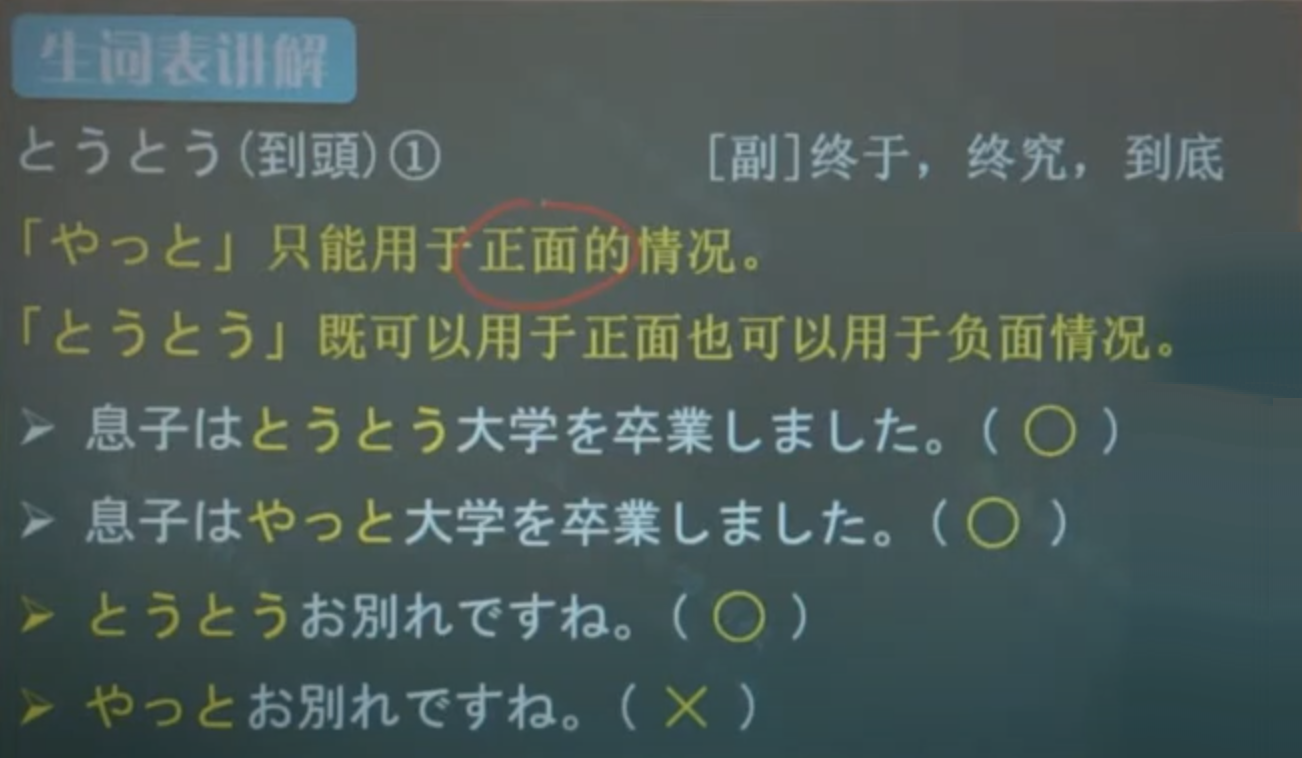 生词表讲解
とうとう(到頭)① [副]终于，终究，到底
「やっと」只能用于正面的情况。
「とうとう」既可以用于正面也可以用于负面情况。
➢ 息子はとうとう大学を卒業しました。（ ○ ）
➢ 息子はやっと大学を卒業しました。（ ○ ）
➢ とうとうお別れですね。（ ○ ）
➢ やっとお別れですね。（ × ）